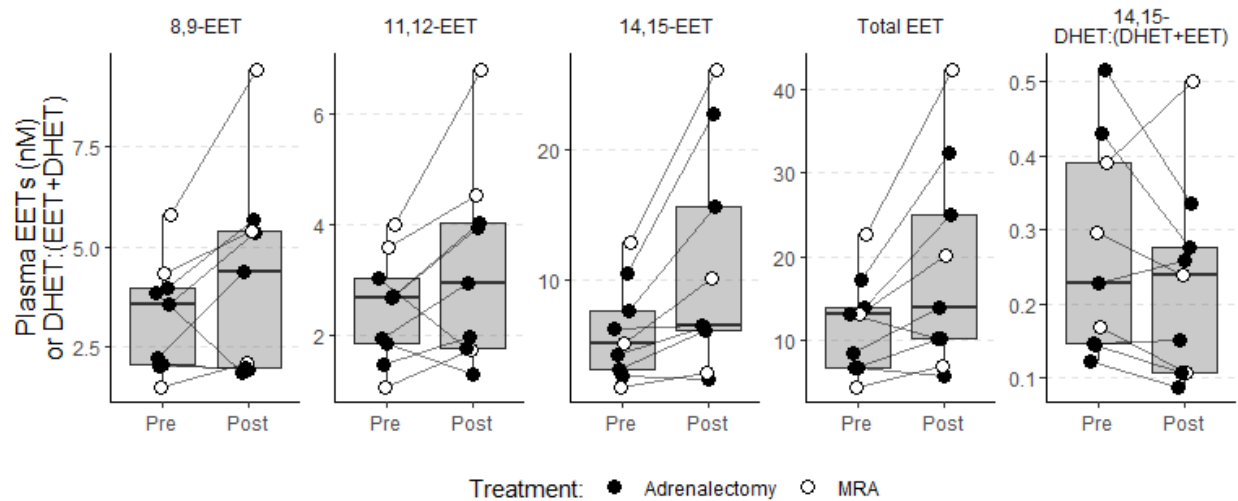 8,9-EET
11,12-EET
14,15-EET
Total EET
14,15-
DHET:(DHET+EET)
Plasma EETs (nM)
or DHET:(EET+DHET)
7.5
5.0
2.5
6
4
2
20
10
40
30
20
10
0.5
0.4
0.3
0.2
0.1
Pre Post
Pre Post
Pre Post
Pre Post
Pre Post
Treatment: Adrenalectomy MRA